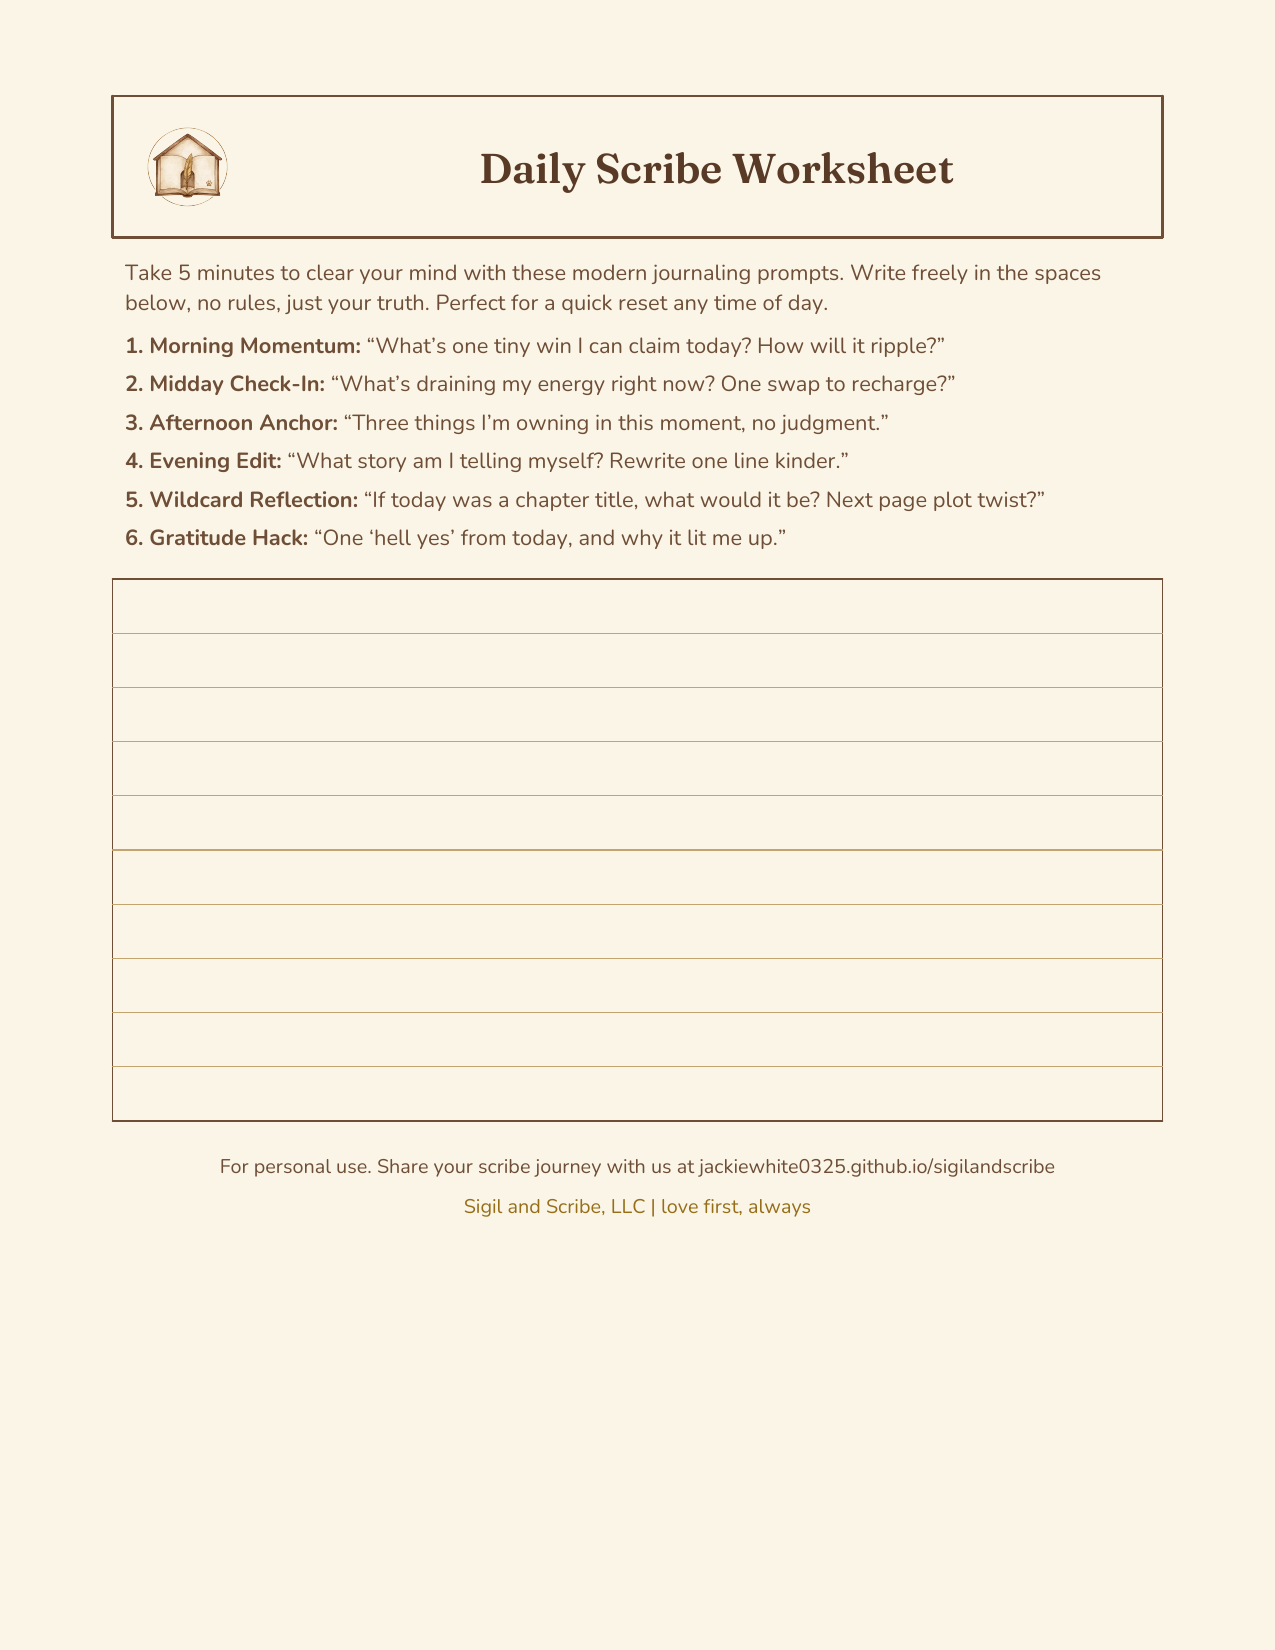 Daily Scribe Worksheet
Take 5 minutes to clear your mind with these modern journaling prompts. Write freely in the spaces
below, no rules, just your truth. Perfect for a quick reset any time of day.
1. Morning Momentum: “What’s one tiny win I can claim today? How will it ripple?”
2. Midday Check-In: “What’s draining my energy right now? One swap to recharge?”
3. Afternoon Anchor: “Three things I’m owning in this moment, no judgment.”
4. Evening Edit: “What story am I telling myself? Rewrite one line kinder.”
5. Wildcard Reflection: “If today was a chapter title, what would it be? Next page plot twist?”
6. Gratitude Hack: “One ‘hell yes’ from today, and why it lit me up.”
For personal use. Share your scribe journey with us at jackiewhite0325.github.io/sigilandscribe
Sigil and Scribe, LLC | love first, always